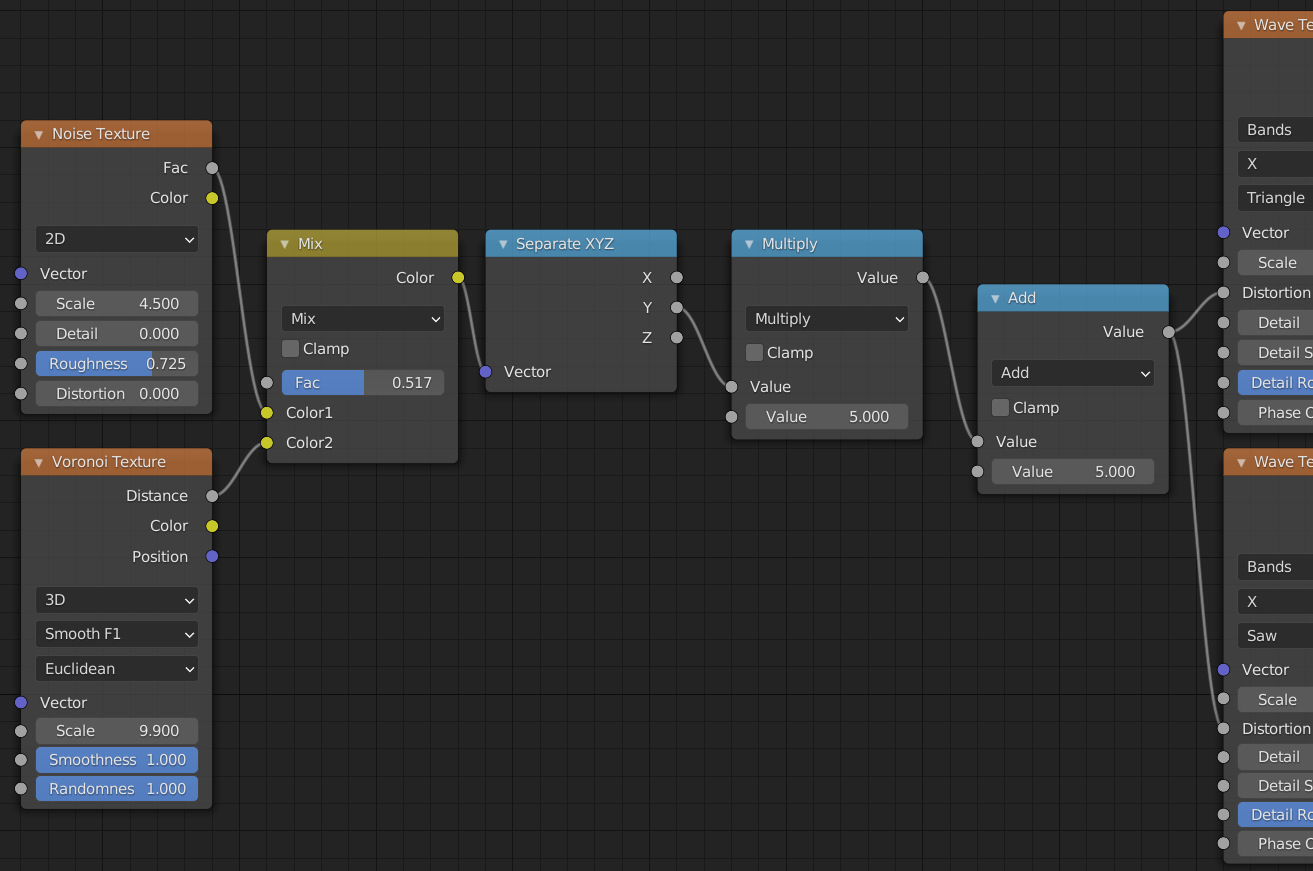 Noise Texture
Fac
Color
2D
Vector
Scale 4.500
Detail 0.000
Roughness 0.725
Distortion 0.000
Voronoi Texture
Distance
Color
Position
3D
Smooth F1
Euclidean
Vector
Scale 9.900
Smoothness 1.000
Randomnes 1.000
Mix
Color
Mix
Clamp
Fac 0.517
Color1
Color2
Separate XYZ
X
Y
Z
Vector
Multiply
Value
Multiply
Clamp
Value
Value 5.000
Add
Value
Add
Clamp
Value
Value 5.000
Wave Te
Bands
X
Triangle
Vector
Scale
Distortion
Detail
Detail S
Detail Ro
Phase O
Wave Te
Bands
X
Saw
Vector
Scale
Distortion
Detail
Detail S
Detail Ro
Phase O